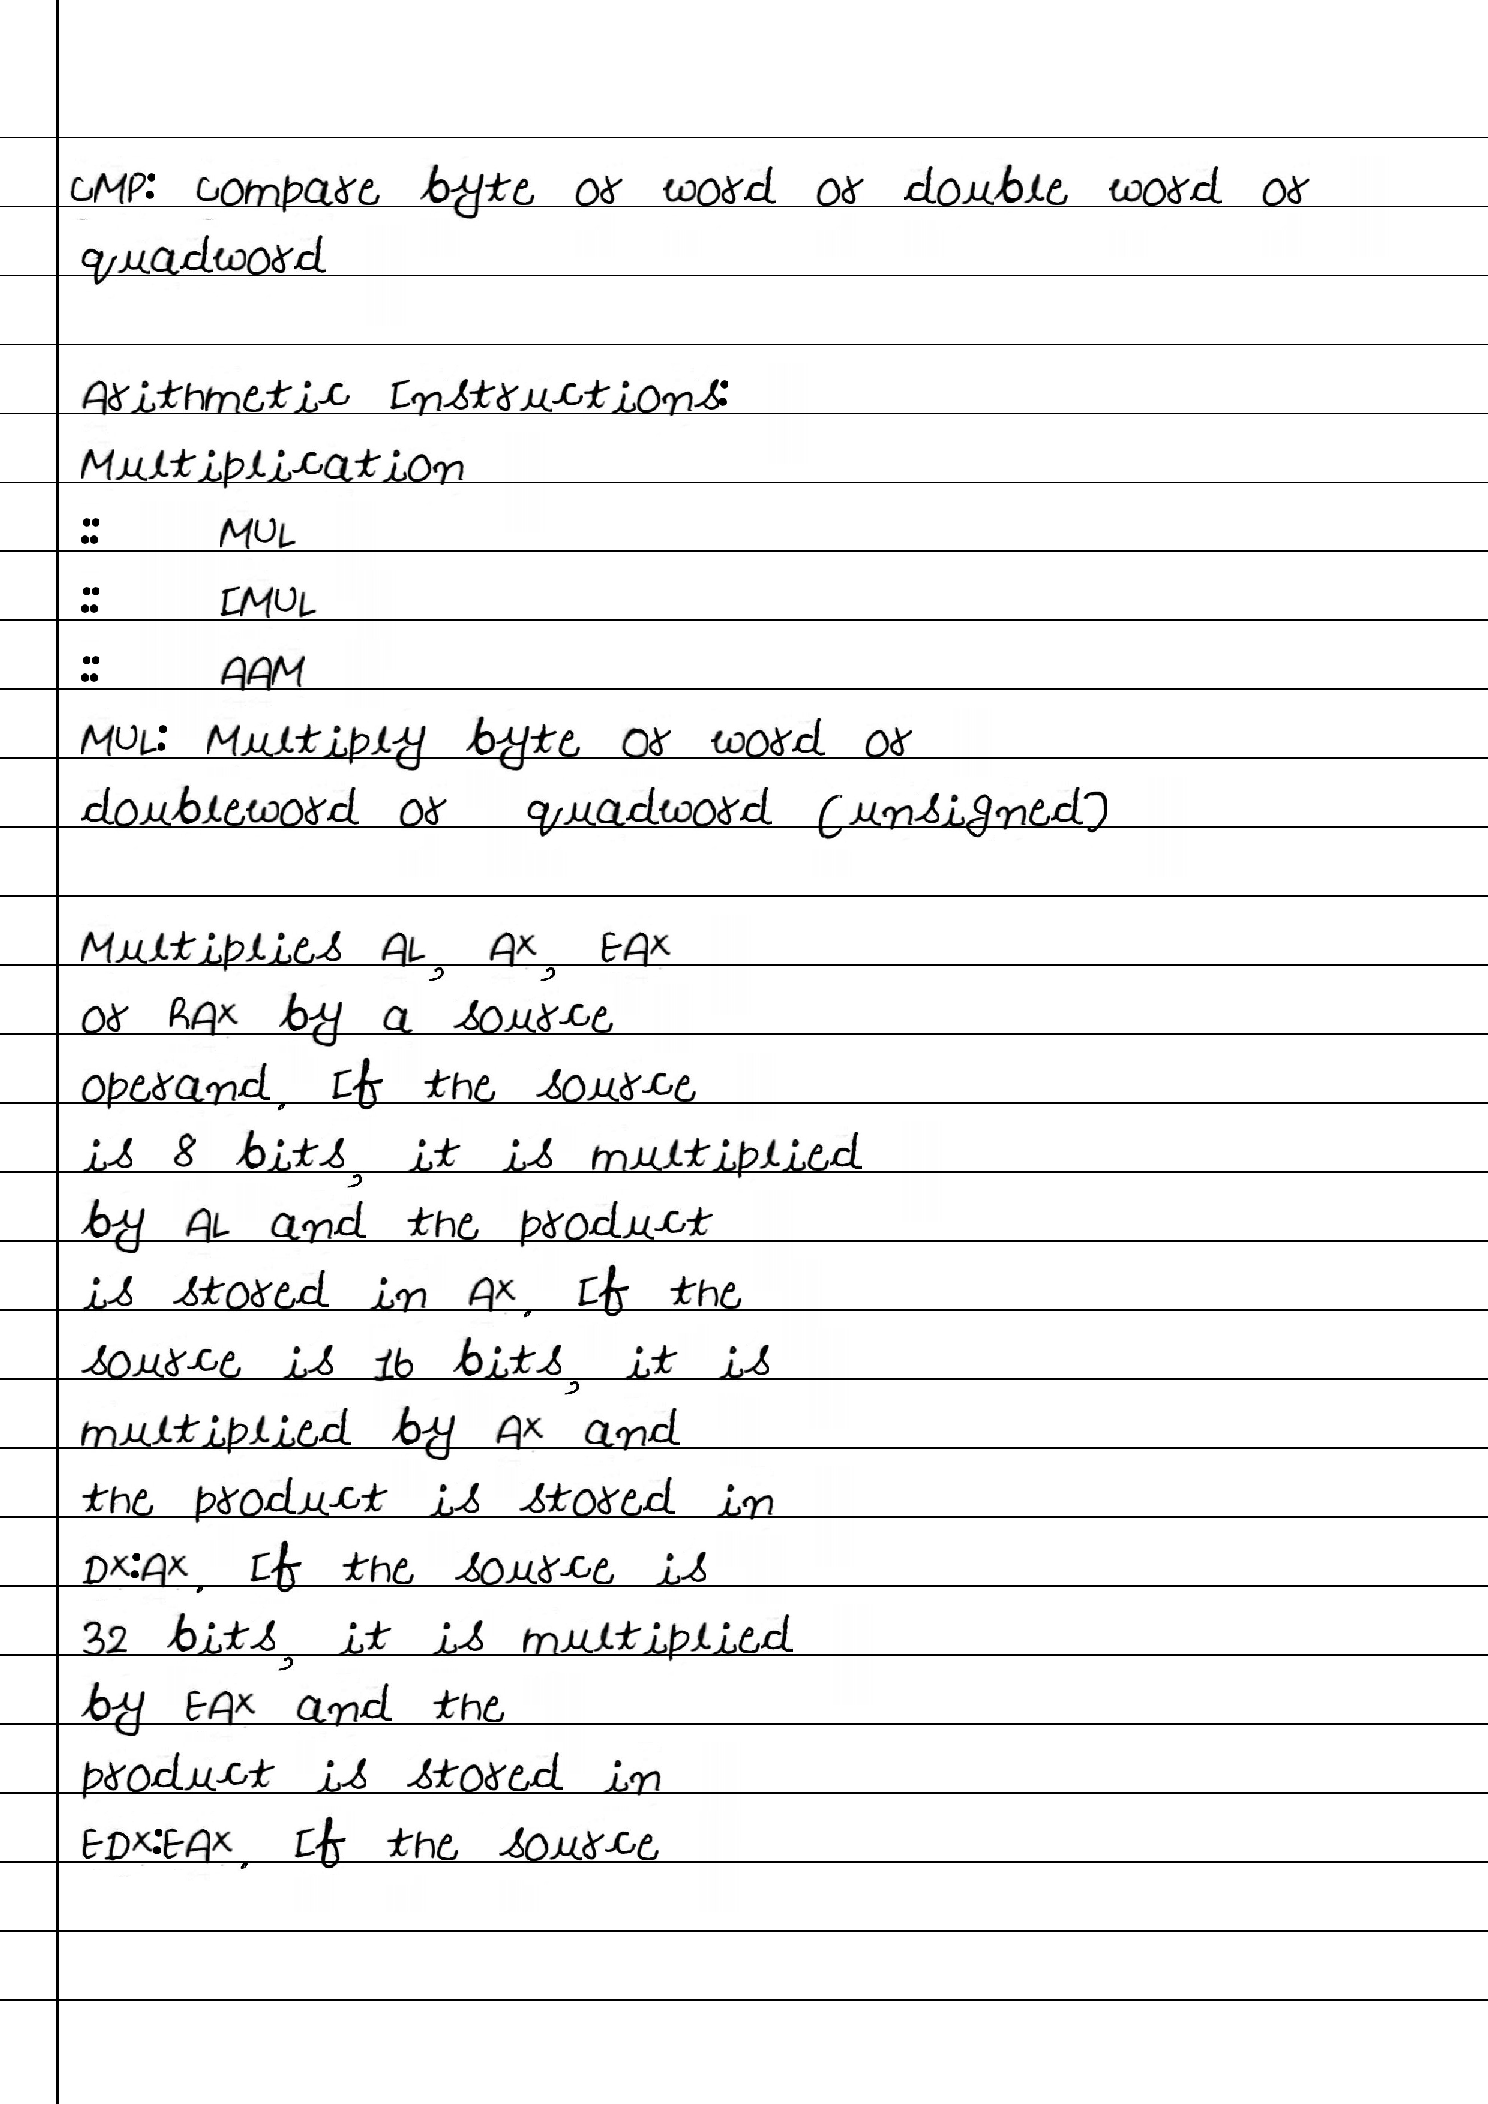 CMP: Compare byte or word or double word or
quadword
Arithmetic Instructions:
Multiplication
:: MUL
:: IMUL
:: AAM
MUL: Multiply byte or word or
doubleword or quadword (unsigned)
Multiplies AL, AX, EAX
or RAX by a source
operand. If the source
is 8 bits, it is multiplied
by AL and the product
is stored in AX. If the
source is 16 bits, it is
multiplied by AX and
the product is stored in
DX:AX. If the source is
32 bits, it is multiplied
by EAX and the
product is stored in
EDX:EAX. If the source